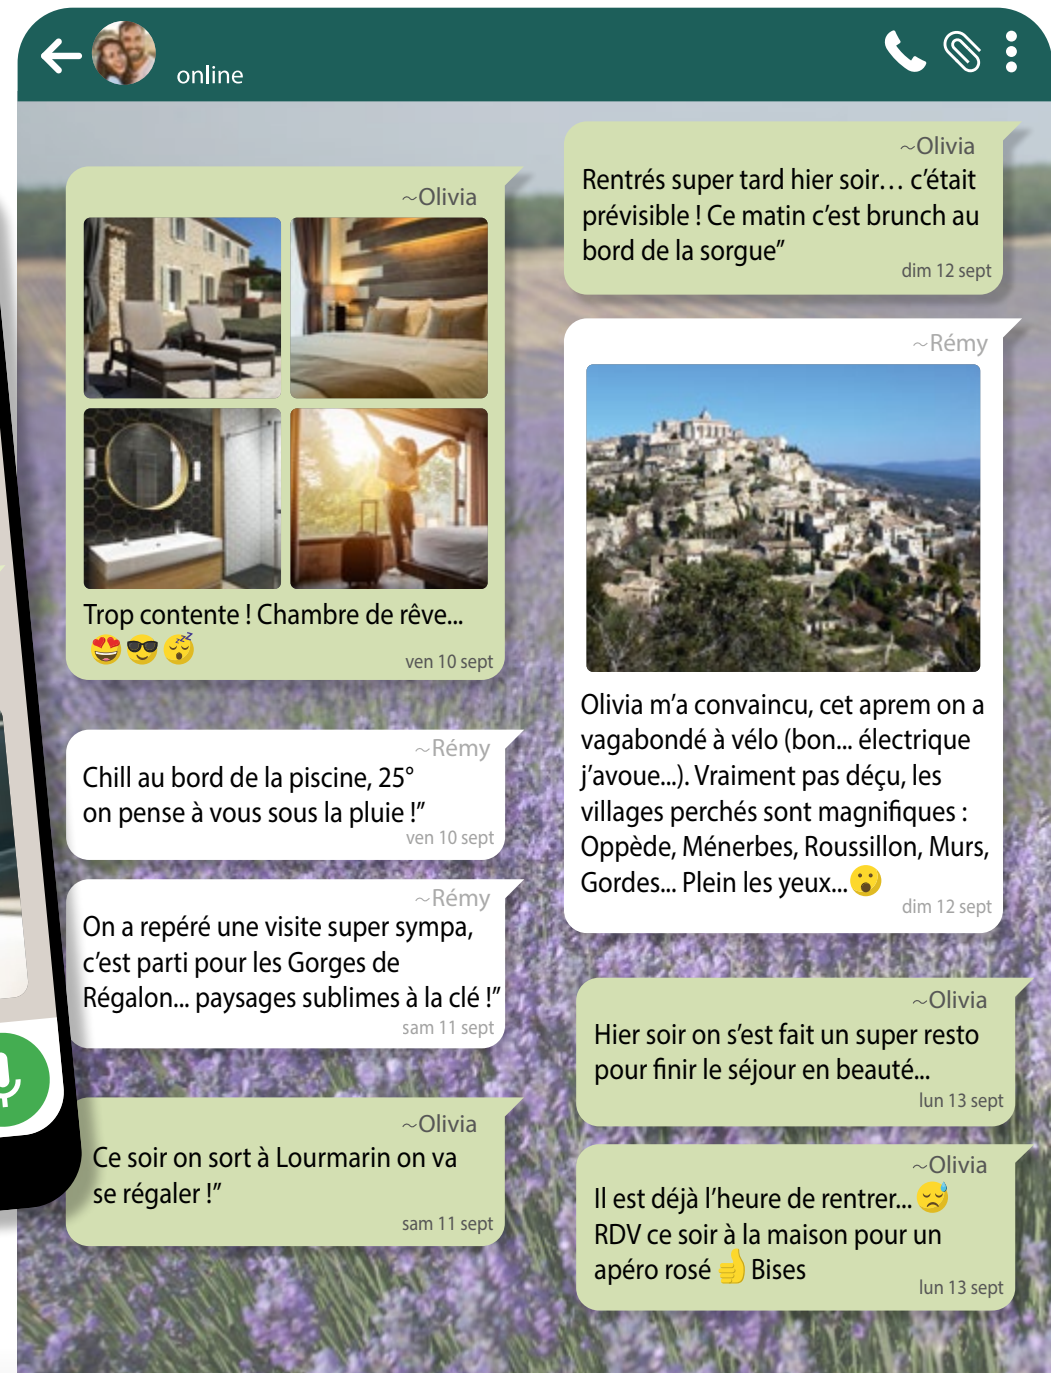 online
~Olivia
Trop contente ! Chambre de rêve...
😍😎😴
ven 10 sept
~Rémy
Chill au bord de la piscine, 25°
on pense à vous sous la pluie !”
ven 10 sept
~Rémy
On a repéré une visite super sympa,
c’est parti pour les Gorges de
Régalon... paysages sublimes à la clé !”
sam 11 sept
~Olivia
Ce soir on sort à Lourmarin on va
se régaler !”
sam 11 sept
~Olivia
Rentrés super tard hier soir… c’était
prévisible ! Ce matin c’est brunch au
bord de la sorgue”
dim 12 sept
~Rémy
Olivia m’a convaincu, cet aprem on a
vagabondé à vélo (bon... électrique
j’avoue...). Vraiment pas déçu, les
villages perchés sont magnifiques :
Oppède, Ménerbes, Roussillon, Murs,
Gordes... Plein les yeux...😮
dim 12 sept
~Olivia
Hier soir on s’est fait un super resto
pour finir le séjour en beauté...
lun 13 sept
~Olivia
Il est déjà l’heure de rentrer... 😓
RDV ce soir à la maison pour un
apéro rosé 👍 Bises
lun 13 sept